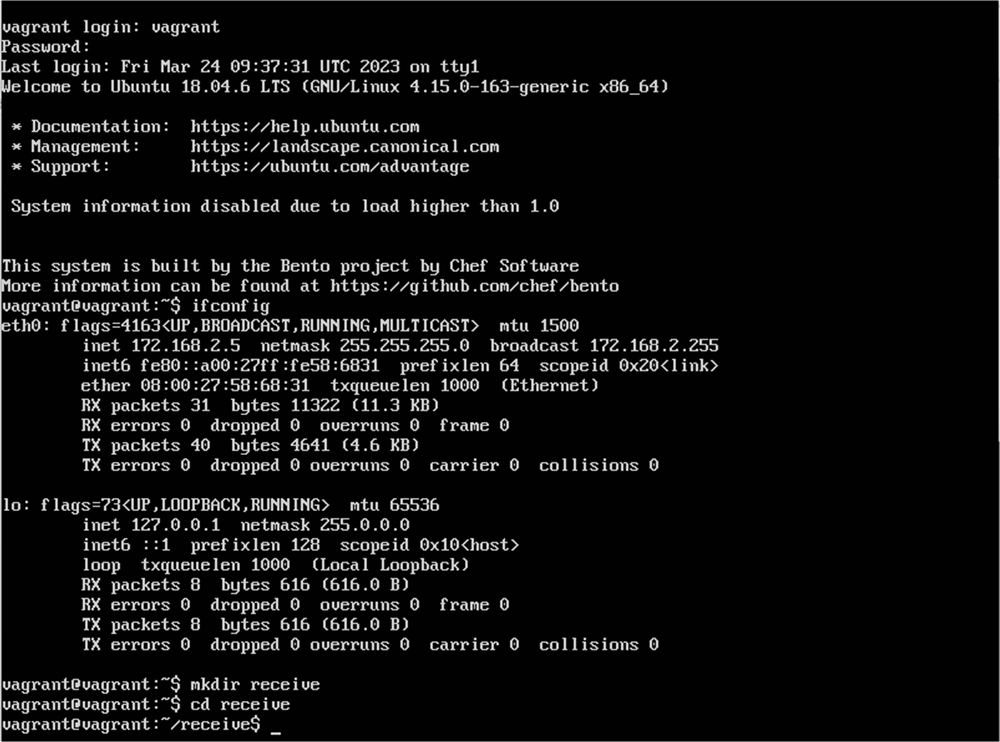 vagrant login: vagrant
Password:
Last login: Fri Mar 24 09:37:31 UTC 2023 on tty1
Welcome to Ubuntu 18.04.6 LTS (GNU/Linux 4.15.0-163-generic x86_64)
* Documentation:  https://help.ubuntu.com
* Management:     https://landscape.canonical.com
* Support:        https://ubuntu.com/advantage
System information disabled due to load higher than 1.0
This system is built by the Bento project by Chef Software
More information can be found at https://github.com/chef/bento
vagrant@vagrant:~$ ifconfig
eth0: flags=4163<UP,BROADCAST,RUNNING,MULTICAST>  mtu 1500
inet 172.168.2.5  netmask 255.255.255.0  broadcast 172.168.2.255
inet6 fe80::a00:27ff:fe58:6831  prefixlen 64  scopeid 0x20<link>
ether 08:00:27:58:68:31  txqueuelen 1000  (Ethernet)
RX packets 31  bytes 11322 (11.3 KB)
RX errors 0  dropped 0  overruns 0  frame 0
TX packets 40  bytes 4641 (4.6 KB)
TX errors 0  dropped 0 overruns 0  carrier 0  collisions 0
lo: flags=73<UP,LOOPBACK,RUNNING>  mtu 65536
inet 127.0.0.1  netmask 255.0.0.0
inet6 ::1  prefixlen 128  scopeid 0x10<host>
loop  txqueuelen 1000  (Local Loopback)
RX packets 8  bytes 616 (616.0 B)
RX errors 0  dropped 0  overruns 0  frame 0
TX packets 8  bytes 616 (616.0 B)
TX errors 0  dropped 0 overruns 0  carrier 0  collisions 0
vagrant@vagrant:~$ mkdir receive
vagrant@vagrant:~$ cd receive
vagrant@vagrant:~/receive$ _